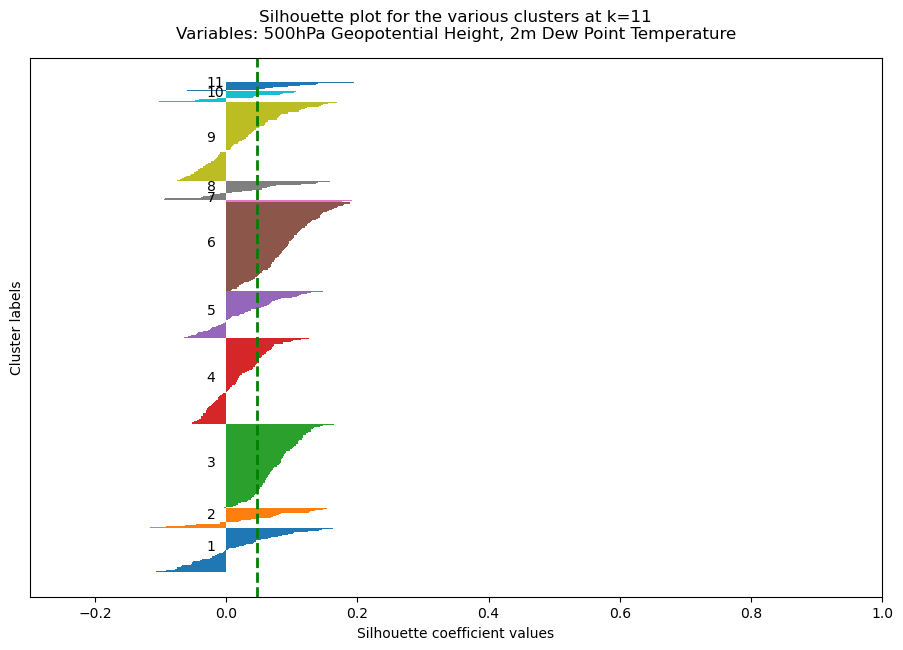 Silhouette plot for the various clusters at k=11
Variables: 500hPa Geopotential Height, 2m Dew Point Temperature
Cluster labels
11
10
9
8
7
6
5
4
3
2
1
−0.2 0.0 0.2 0.4 0.6 0.8 1.0
Silhouette coefficient values